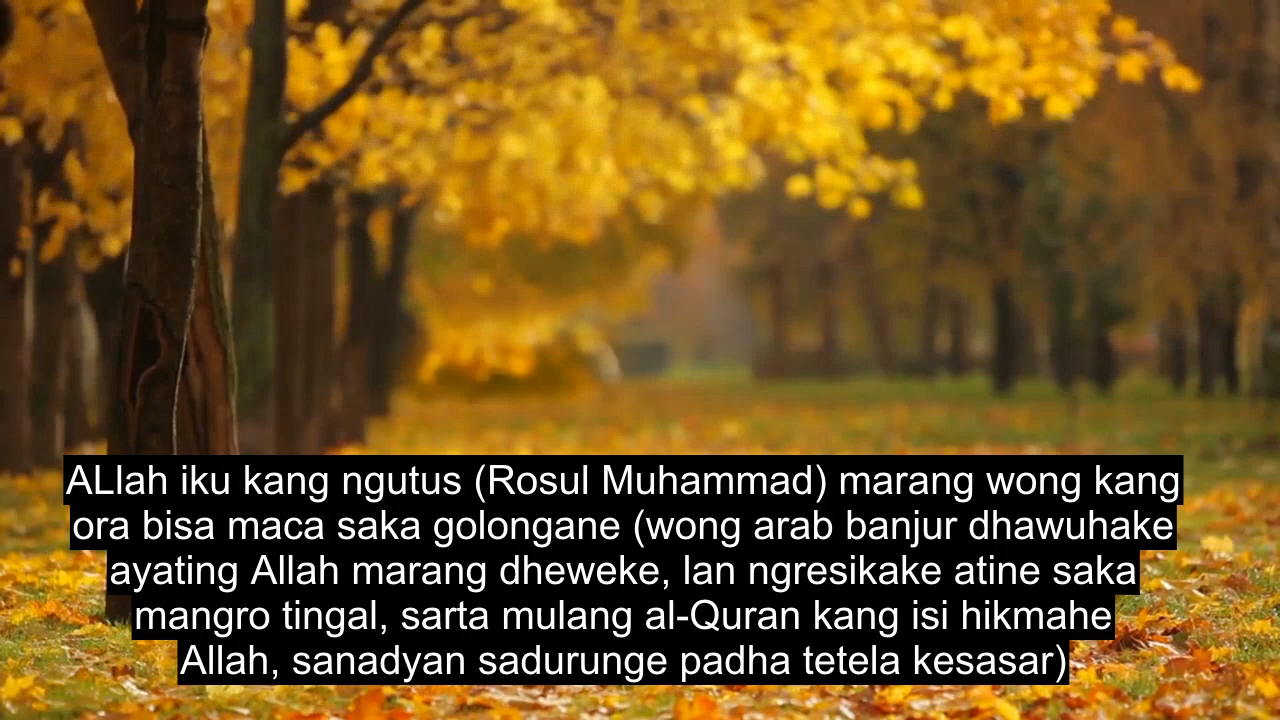 ALlah iku kang ngutus (Rosul Muhammad) marang wong kang
ora bisa maca saka golongane (wong arab banjur dhawuhake
ayating Allah marang dheweke, lan ngresikake atine saka
mangro tingal, sarta mulang al-Quran kang isi hikmahe
Allah, sanadyan sadurunge padha tetela kesasar)